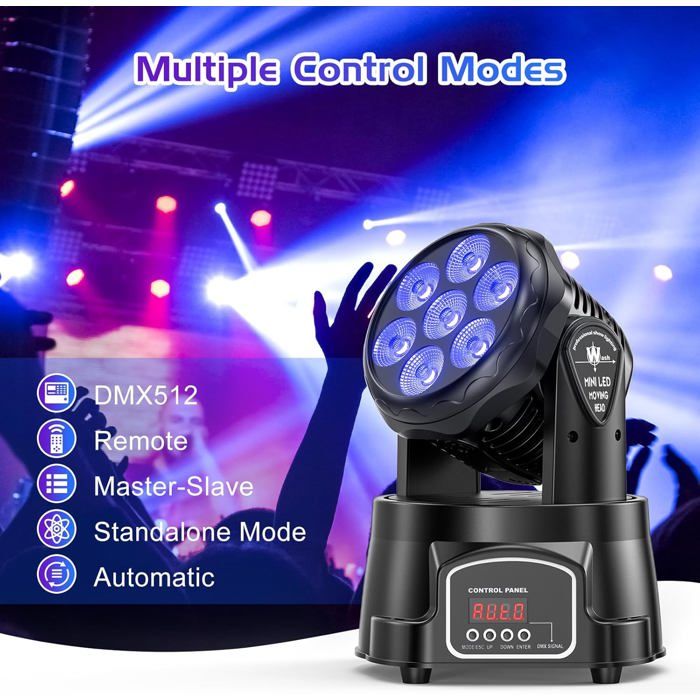 Multiple Control Modes
DMX512
Remote
Master-Slave
Standalone Mode
Automatic
Wash
MINI LED
MOVING
HEAD
CONTROL PANEL
AUto
MODE/ESC UP DOWN ENTER
DMX SIGNAL